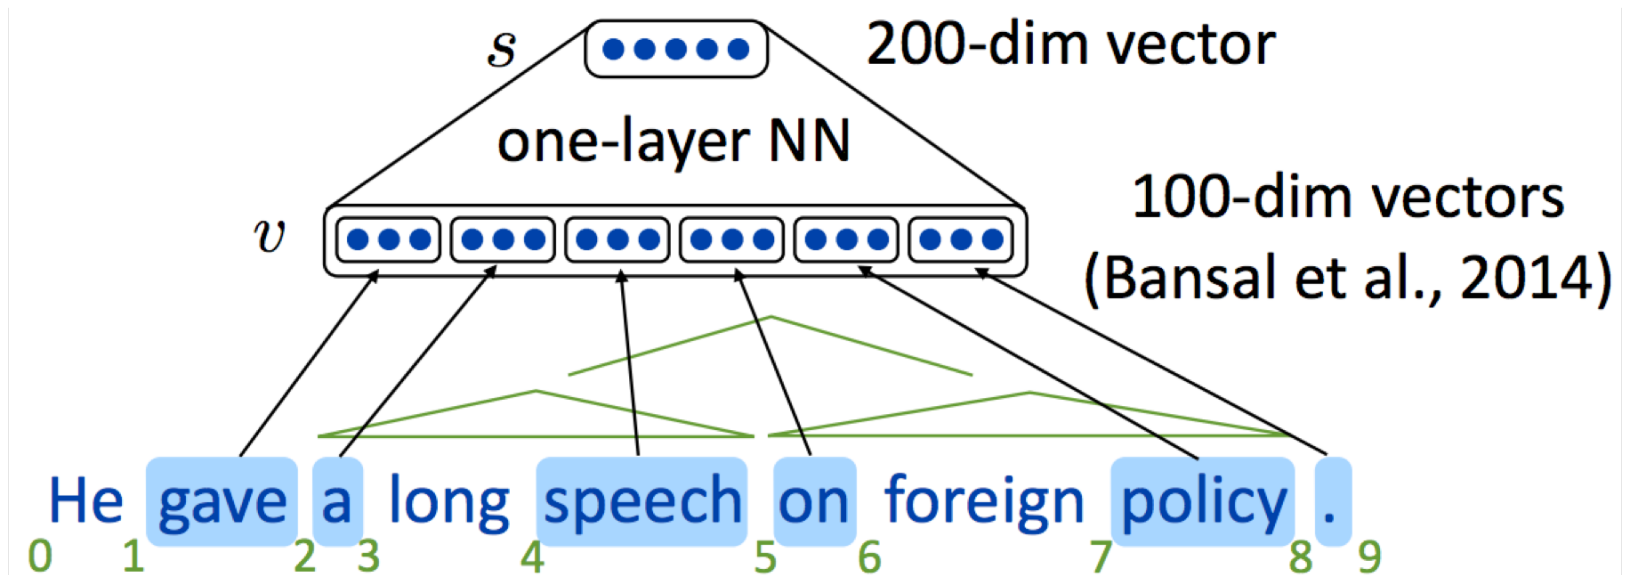 s 200-dim vector
one-layer NN
v 100-dim vectors
(Bansal et al., 2014)
He gave a long speech on foreign policy .
0 1 2 3 4 5 6 7 8 9